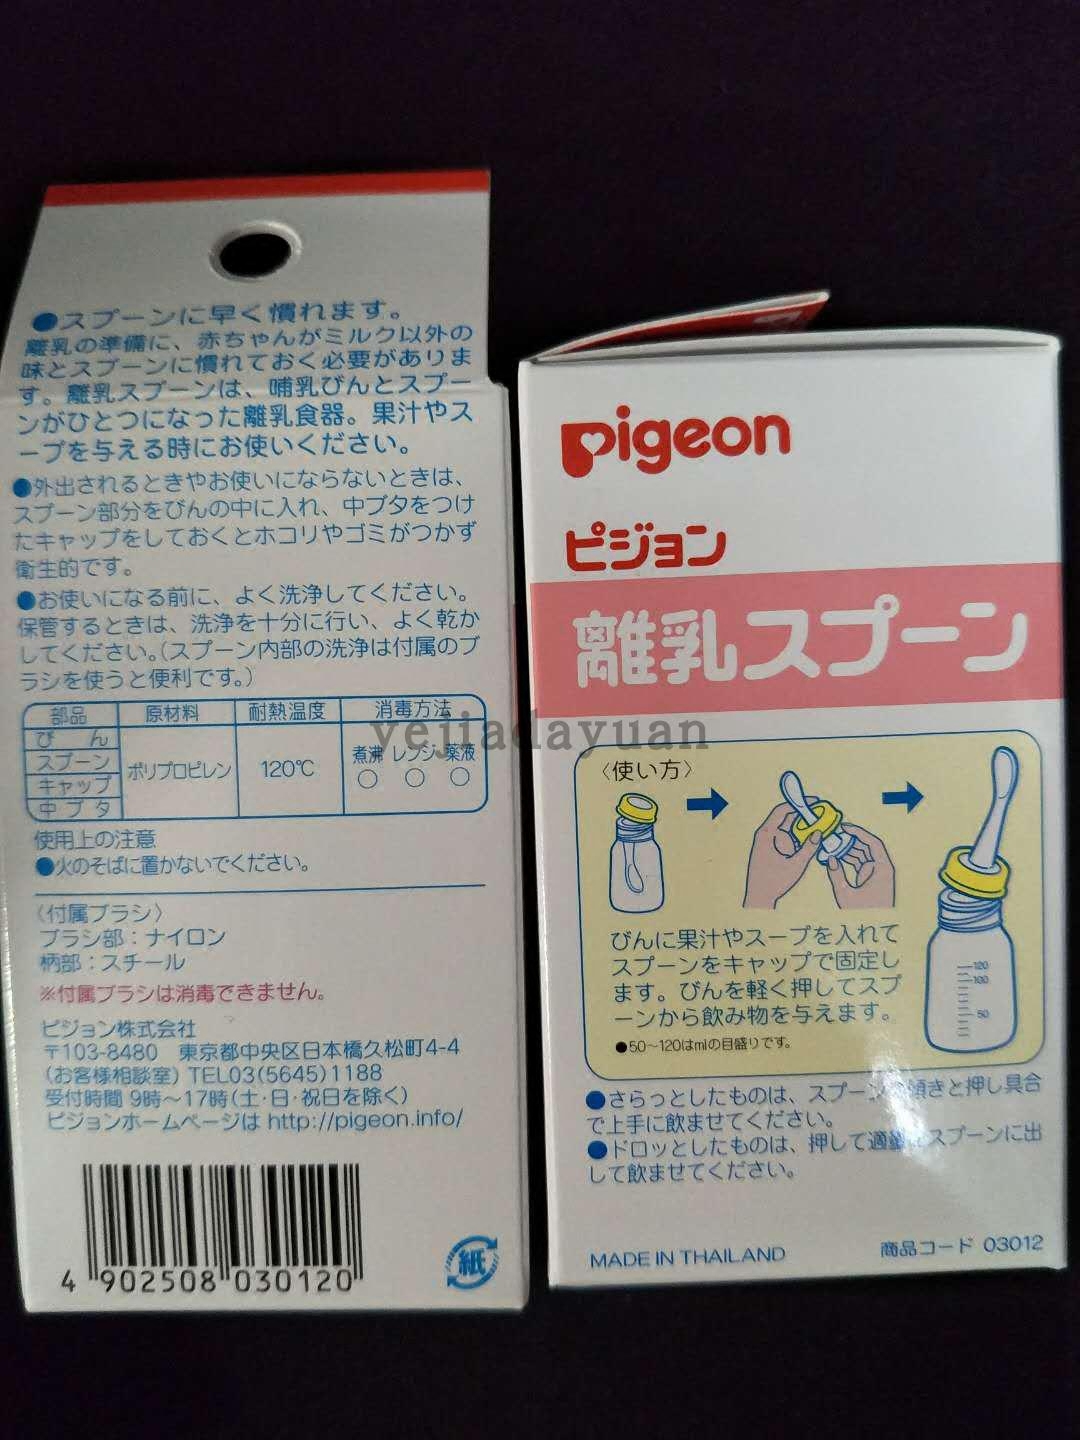 ●スプーンに早く慣れます。
離乳の準備に、赤ちゃんがミルク以外の
味とスプーンに慣れておく必要がありま
す。離乳スプーンは、哺乳びんとスプー
ンがひとつになった離乳食器。果汁やス
ープを与える時にお使いください。
●外出されるときやお使いにならないときは、
スプーン部分をびんの中に入れ、中ブタをつけ
たキャップをしておくとホコリやゴミがつかず
衛生的です。
●お使いになる前に、よく洗浄してください。
保管するときは、洗浄を十分に行い、よく乾か
してください。(スプーン内部の洗浄は付属のブ
ラシを使うと便利です。)
部品 原材料 耐熱温度 消毒方法
びん
スプーン
キャップ
中ブタ
ポリプロピレン 120℃
煮沸 レンジ 薬液
○ ○ ○
使用上の注意
●火のそばに置かないでください。
〈付属ブラシ〉
ブラシ部：ナイロン
柄部：スチール
※付属ブラシは消毒できません。
ピジョン株式会社
〒103-8480 東京都中央区日本橋久松町4-4
(お客様相談室) TEL03(5645)1188
受付時間 9時～17時(土・日・祝日を除く)
ピジョンホームページは http://pigeon.info/
4 902508 030120
紙
pigeon
ピジョン
離乳スプーン
〈使い方〉
びんに果汁やスープを入れて
スプーンをキャップで固定し
ます。びんを軽く押してスプ
ーンから飲み物を与えます。
●50～120はmlの目盛りです。
120
100
50
●さらっとしたものは、スプーンの傾きと押し具合
で上手に飲ませてください。
●ドロッとしたものは、押して適量スプーンに出
して飲ませてください。
MADE IN THAILAND 商品コード 03012
yejiadayuan